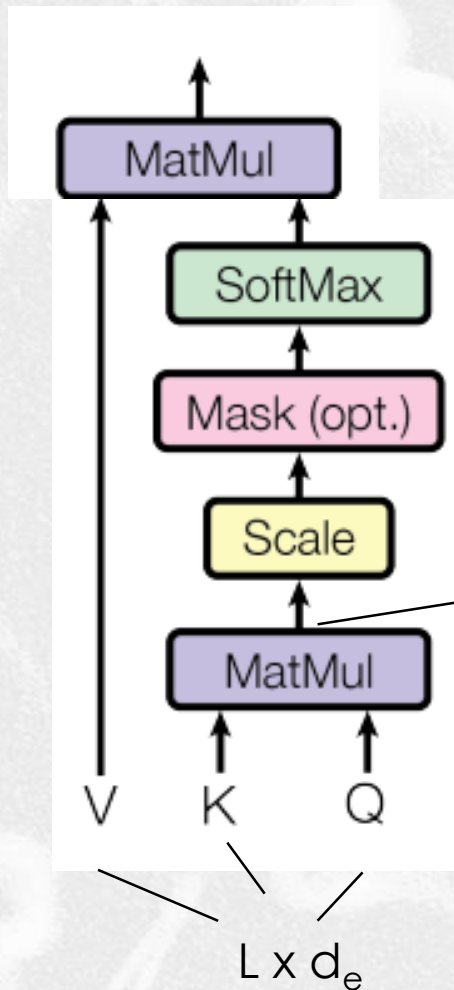 MatMul
SoftMax
Mask (opt.)
Scale
MatMul
V K Q
L x dₑ